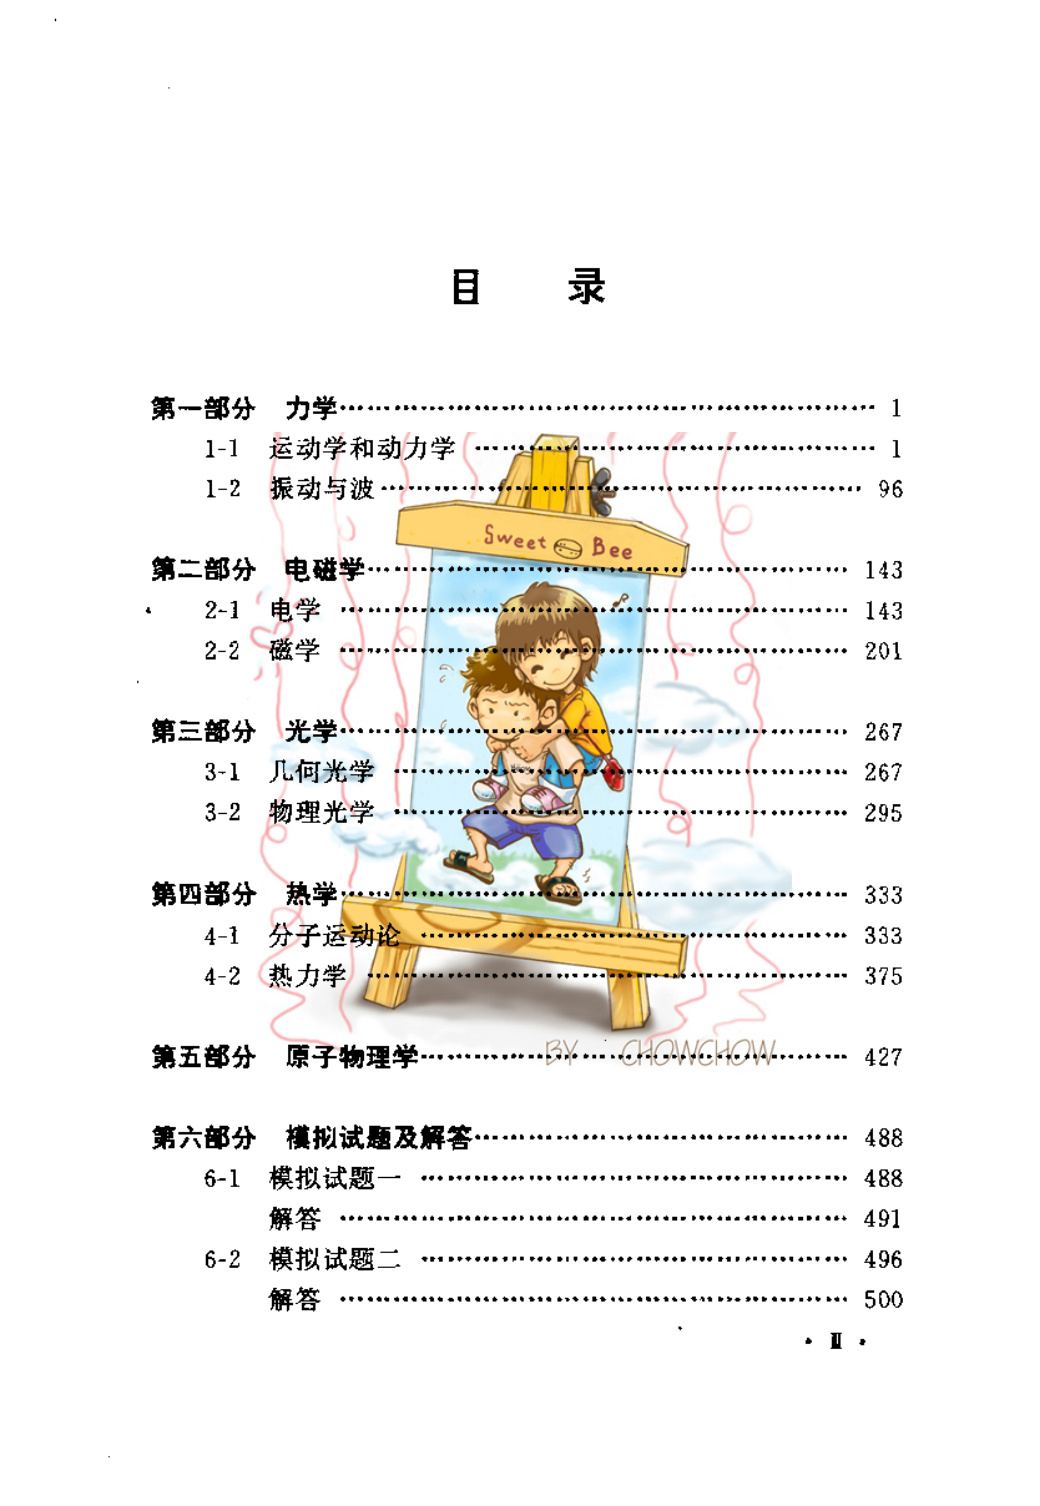 目 录
第一部分 力学 1
1-1 运动学和动力学 1
1-2 振动与波 96
Sweet Bee
第二部分 电磁学 143
2-1 电学 143
2-2 磁学 201
第三部分 光学 267
3-1 几何光学 267
3-2 物理光学 295
第四部分 热学 333
4-1 分子运动论 333
4-2 热力学 375
第五部分 原子物理学 427
BY CHOWCHOW
第六部分 模拟试题及解答 488
6-1 模拟试题一 488
解答 491
6-2 模拟试题二 496
解答 500
· Ⅱ ·